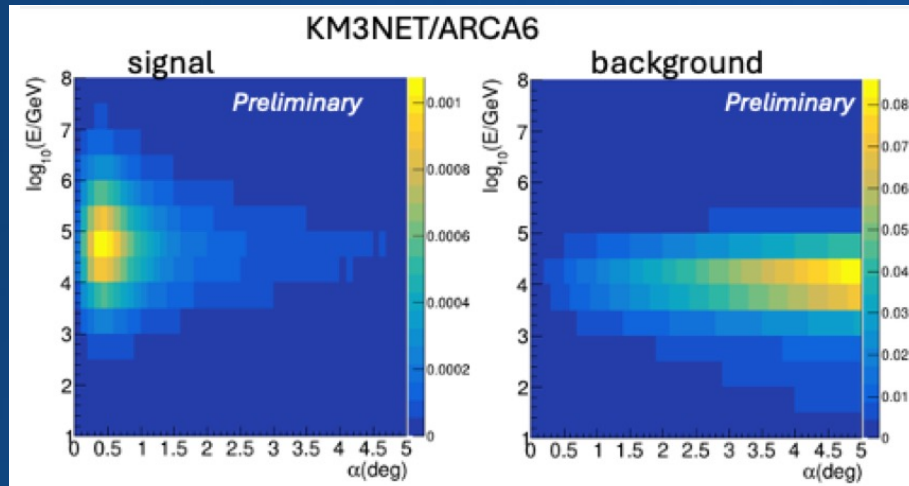 KM3NET/ARCA6
signal
background
Preliminary
Preliminary
log10(E/GeV)
8
7
6
5
4
3
2
1
0 0.5 1 1.5 2 2.5 3 3.5 4 4.5 5
α(deg)
0.001
0.0008
0.0006
0.0004
0.0002
0
log10(E/GeV)
8
7
6
5
4
3
2
1
0 0.5 1 1.5 2 2.5 3 3.5 4 4.5 5
α(deg)
0.08
0.07
0.06
0.05
0.04
0.03
0.02
0.01
0